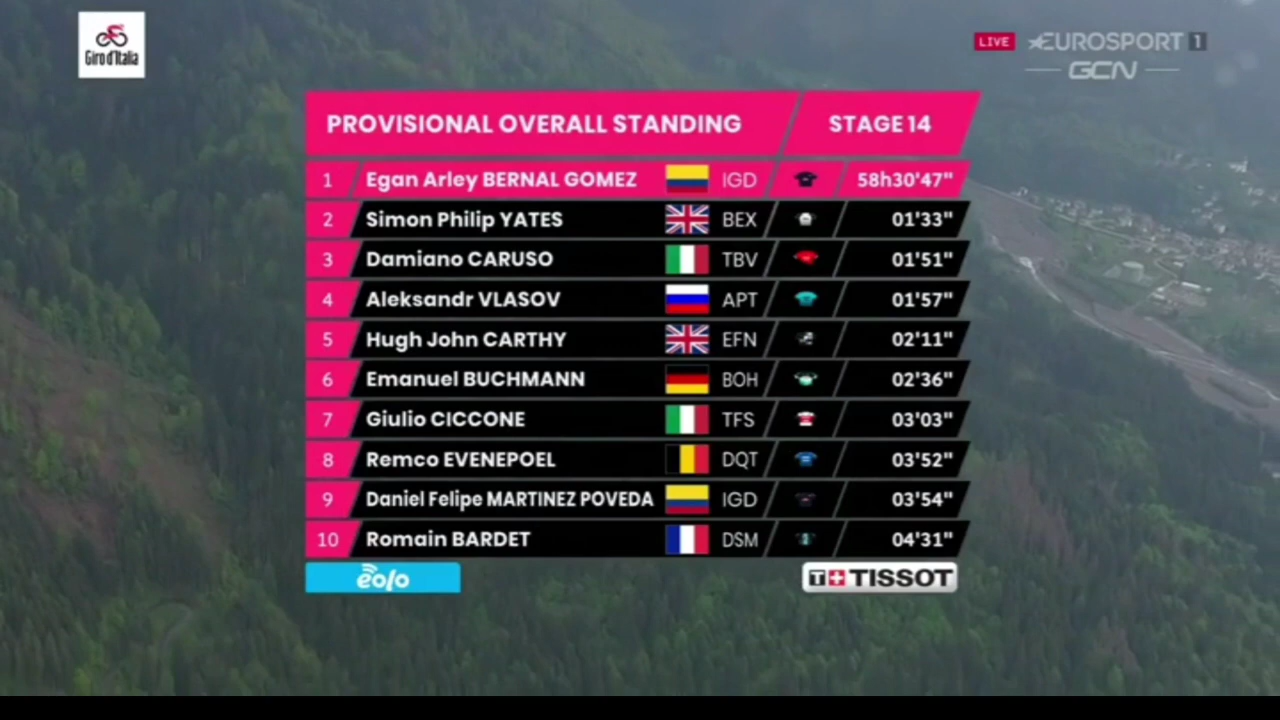 Giro d'Italia
LIVE EUROSPORT 1
GCN
PROVISIONAL OVERALL STANDING STAGE 14
1 Egan Arley BERNAL GOMEZ IGD 58h30'47"
2 Simon Philip YATES BEX 01'33"
3 Damiano CARUSO TBV 01'51"
4 Aleksandr VLASOV APT 01'57"
5 Hugh John CARTHY EFN 02'11"
6 Emanuel BUCHMANN BOH 02'36"
7 Giulio CICCONE TFS 03'03"
8 Remco EVENEPOEL DQT 03'52"
9 Daniel Felipe MARTINEZ POVEDA IGD 03'54"
10 Romain BARDET DSM 04'31"
eolo T+ TISSOT